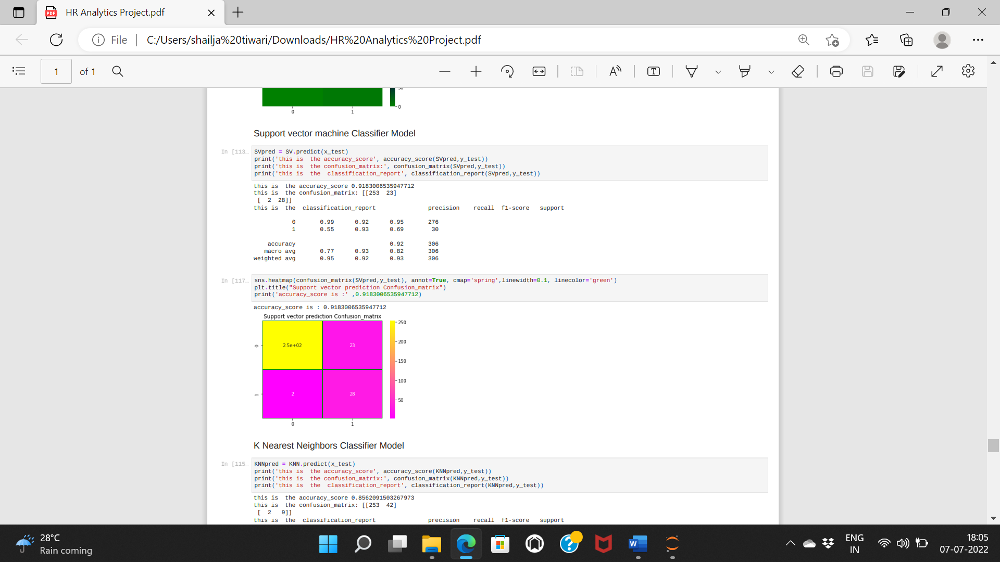 HR Analytics Project.pdf
File
C:/Users/shailja%20tiwari/Downloads/HR%20Analytics%20Project.pdf
1 of 1
0
0 1
Support vector machine Classifier Model
In [113…
SVpred = SV.predict(x_test)
print('this is  the accuracy_score', accuracy_score(SVpred,y_test))
print('this is  the confusion_matrix:', confusion_matrix(SVpred,y_test))
print('this is  the  classification_report', classification_report(SVpred,y_test))
this is  the accuracy_score 0.9183006535947712
this is  the confusion_matrix: [[253  23]
[  2  28]]
this is  the  classification_report               precision    recall  f1-score   support
0       0.99      0.92      0.95       276
1       0.55      0.93      0.69        30
accuracy                           0.92       306
macro avg       0.77      0.93      0.82       306
weighted avg       0.95      0.92      0.93       306
In [117…
sns.heatmap(confusion_matrix(SVpred,y_test), annot=True, cmap='spring',linewidth=0.1, linecolor='green')
plt.title("Support vector prediction Confusion_matrix")
print('accuracy_score is :' ,0.9183006535947712)
accuracy_score is : 0.9183006535947712
Support vector prediction Confusion_matrix
250
200
150
100
50
0
2.5e+02 23
1
2 28
0 1
K Nearest Neighbors Classifier Model
In [115…
KNNpred = KNN.predict(x_test)
print('this is  the accuracy_score', accuracy_score(KNNpred,y_test))
print('this is  the confusion_matrix:', confusion_matrix(KNNpred,y_test))
print('this is  the  classification_report', classification_report(KNNpred,y_test))
this is  the accuracy_score 0.8562091503267973
this is  the confusion_matrix: [[253  42]
[  2   9]]
this is  the  classification_report               precision    recall  f1-score   support
28°C
Rain coming
ENG
IN
18:05
07-07-2022